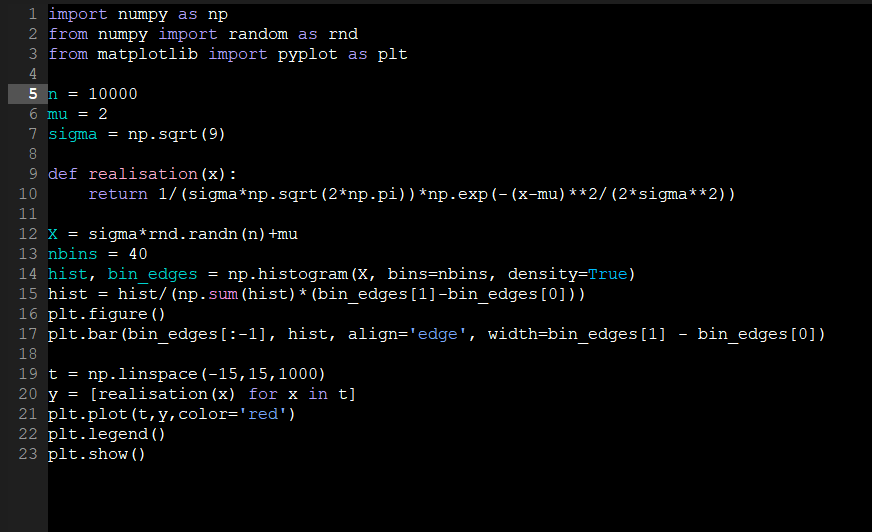 1 import numpy as np
2 from numpy import random as rnd
3 from matplotlib import pyplot as plt
4
5 n = 10000
6 mu = 2
7 sigma = np.sqrt(9)
8
9 def realisation(x):
10     return 1/(sigma*np.sqrt(2*np.pi))*np.exp(-(x-mu)**2/(2*sigma**2))
11
12 X = sigma*rnd.randn(n)+mu
13 nbins = 40
14 hist, bin_edges = np.histogram(X, bins=nbins, density=True)
15 hist = hist/(np.sum(hist)*(bin_edges[1]-bin_edges[0]))
16 plt.figure()
17 plt.bar(bin_edges[:-1], hist, align='edge', width=bin_edges[1] - bin_edges[0])
18
19 t = np.linspace(-15,15,1000)
20 y = [realisation(x) for x in t]
21 plt.plot(t,y,color='red')
22 plt.legend()
23 plt.show()